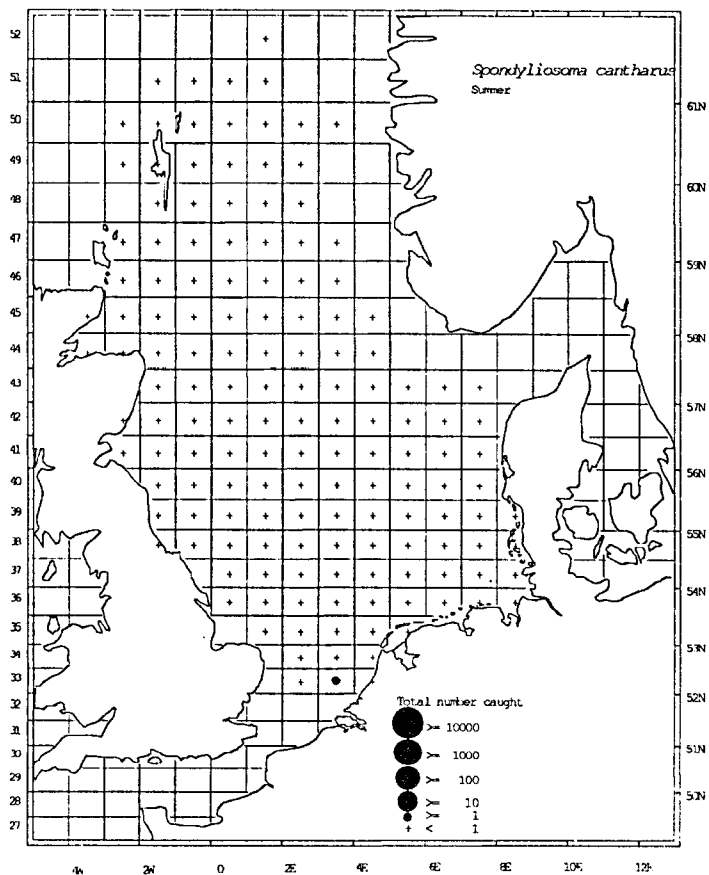 Spondyliosoma cantharus
Summer
52
51
50
49
48
47
46
45
44
43
42
41
40
39
38
37
36
35
34
33
32
31
30
29
28
27
61N
60N
59N
58N
57N
56N
55N
54N
53N
52N
51N
50N
Total number caught
>= 10000
>= 1000
>= 100
>= 10
>= 1
+ < 1
4W 2W 0 2E 4E 6E 8E 10E 12E